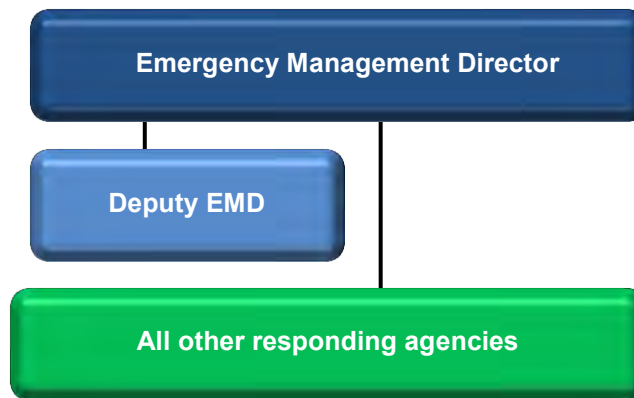 Emergency Management Director
Deputy EMD
All other responding agencies